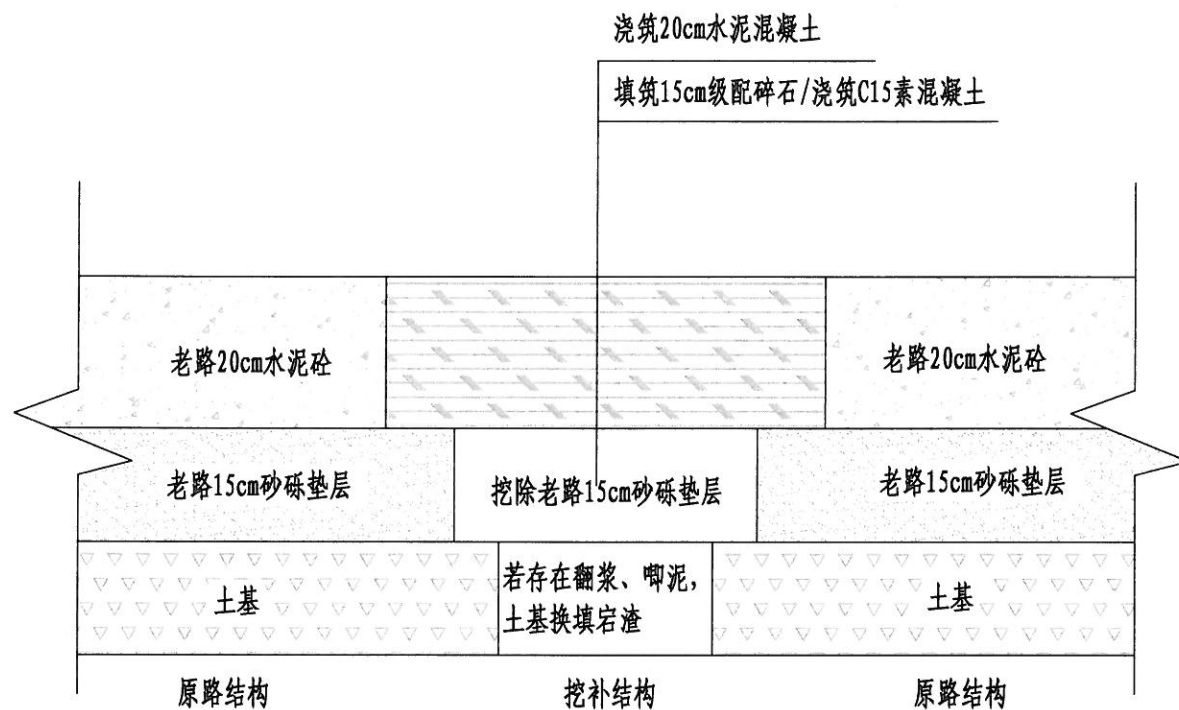 浇筑20cm水泥混凝土
填筑15cm级配碎石/浇筑C15素混凝土
老路20cm水泥砼
老路20cm水泥砼
老路15cm砂砾垫层
挖除老路15cm砂砾垫层
老路15cm砂砾垫层
土基
若存在翻浆、唧泥，
土基换填宕渣
土基
原路结构
挖补结构
原路结构